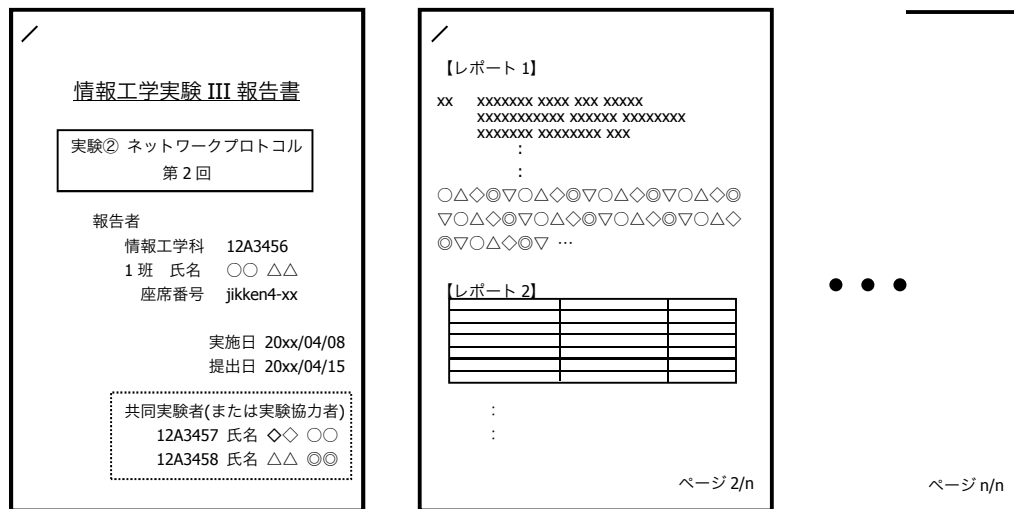 情報工学実験 III 報告書
実験② ネットワークプロトコル
第 2 回
報告者
情報工学科 12A3456
1 班 氏名 ○○ △△
座席番号 jikken4-xx
実施日 20xx/04/08
提出日 20xx/04/15
共同実験者(または実験協力者)
12A3457 氏名 ◇◇ ○○
12A3458 氏名 △△ ◎◎
【レポート 1】
xx xxxxxxx xxxx xxx xxxxx
xxxxxxxxxxx xxxxxx xxxxxxxx
xxxxxxx xxxxxxxx xxx
:
:
○△◇◎▽○△◇◎▽○△◇◎▽○△◇◎
▽○△◇◎▽○△◇◎▽○△◇◎▽○△◇
◎▽○△◇◎▽ …
【レポート 2】
:
:
ページ 2/n
● ● ●
ページ n/n